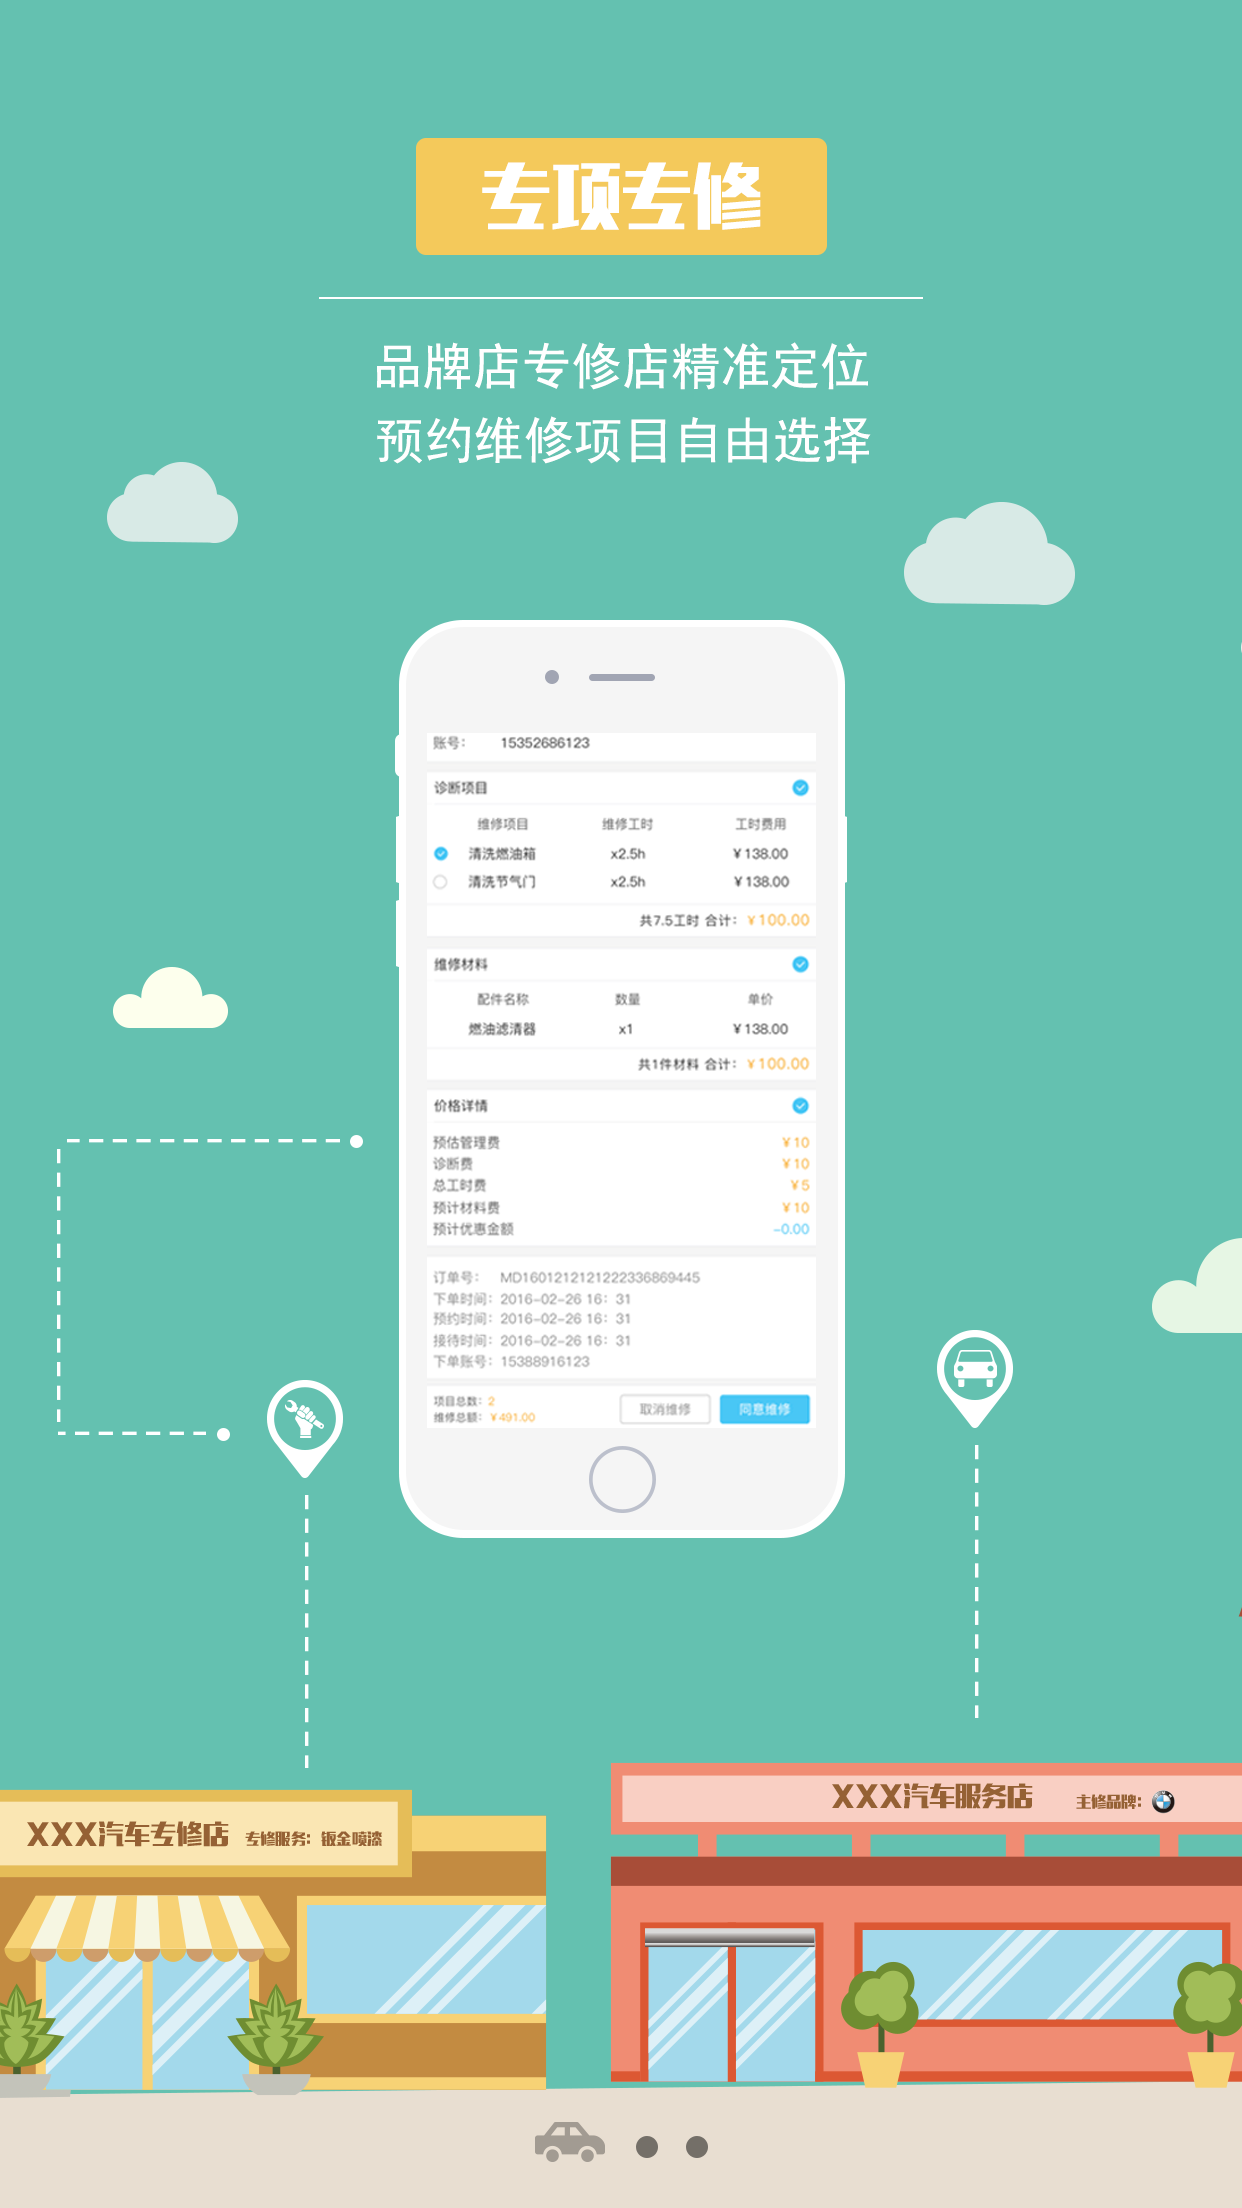 专项专修
品牌店专修店精准定位
预约维修项目自由选择
账号： 15352686123
诊断项目
维修项目 维修工时 工时费用
清洗燃油箱 x2.5h ¥138.00
清洗节气门 x2.5h ¥138.00
共7.5工时 合计： ¥100.00
维修材料
配件名称 数量 单价
燃油滤清器 x1 ¥138.00
共1件材料 合计： ¥100.00
价格详情
预估管理费 ¥10
诊断费 ¥10
总工时费 ¥5
预计材料费 ¥10
预计优惠金额 -0.00
订单号： MD1601212121222336869445
下单时间：2016-02-26 16：31
预约时间：2016-02-26 16：31
接待时间：2016-02-26 16：31
下单账号：15388916123
项目总数：2
维修总额：¥491.00
取消维修 同意维修
XXX汽车服务店 主修品牌：
XXX汽车专修店 专修服务：钣金喷漆